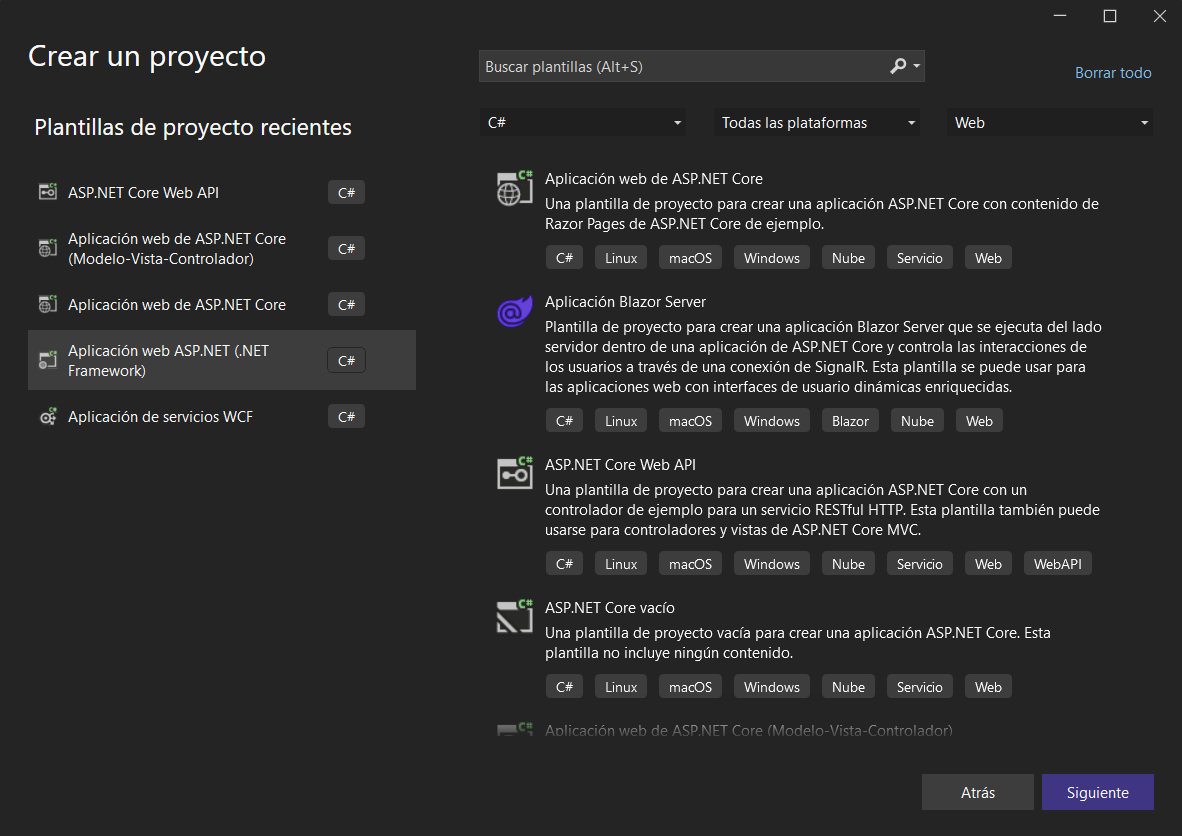 Crear un proyecto
Plantillas de proyecto recientes
ASP.NET Core Web API C#
Aplicación web de ASP.NET Core
(Modelo-Vista-Controlador) C#
Aplicación web de ASP.NET Core C#
Aplicación web ASP.NET (.NET
Framework) C#
Aplicación de servicios WCF C#
Buscar plantillas (Alt+S)
Borrar todo
C# Todas las plataformas Web
Aplicación web de ASP.NET Core
Una plantilla de proyecto para crear una aplicación ASP.NET Core con contenido de
Razor Pages de ASP.NET Core de ejemplo.
C# Linux macOS Windows Nube Servicio Web
Aplicación Blazor Server
Plantilla de proyecto para crear una aplicación Blazor Server que se ejecuta del lado
servidor dentro de una aplicación de ASP.NET Core y controla las interacciones de
los usuarios a través de una conexión de SignalR. Esta plantilla se puede usar para
las aplicaciones web con interfaces de usuario dinámicas enriquecidas.
C# Linux macOS Windows Blazor Nube Web
ASP.NET Core Web API
Una plantilla de proyecto para crear una aplicación ASP.NET Core con un
controlador de ejemplo para un servicio RESTful HTTP. Esta plantilla también puede
usarse para controladores y vistas de ASP.NET Core MVC.
C# Linux macOS Windows Nube Servicio Web WebAPI
ASP.NET Core vacío
Una plantilla de proyecto vacía para crear una aplicación ASP.NET Core. Esta
plantilla no incluye ningún contenido.
C# Linux macOS Windows Nube Servicio Web
Aplicación web de ASP.NET Core (Modelo-Vista-Controlador)
Atrás Siguiente